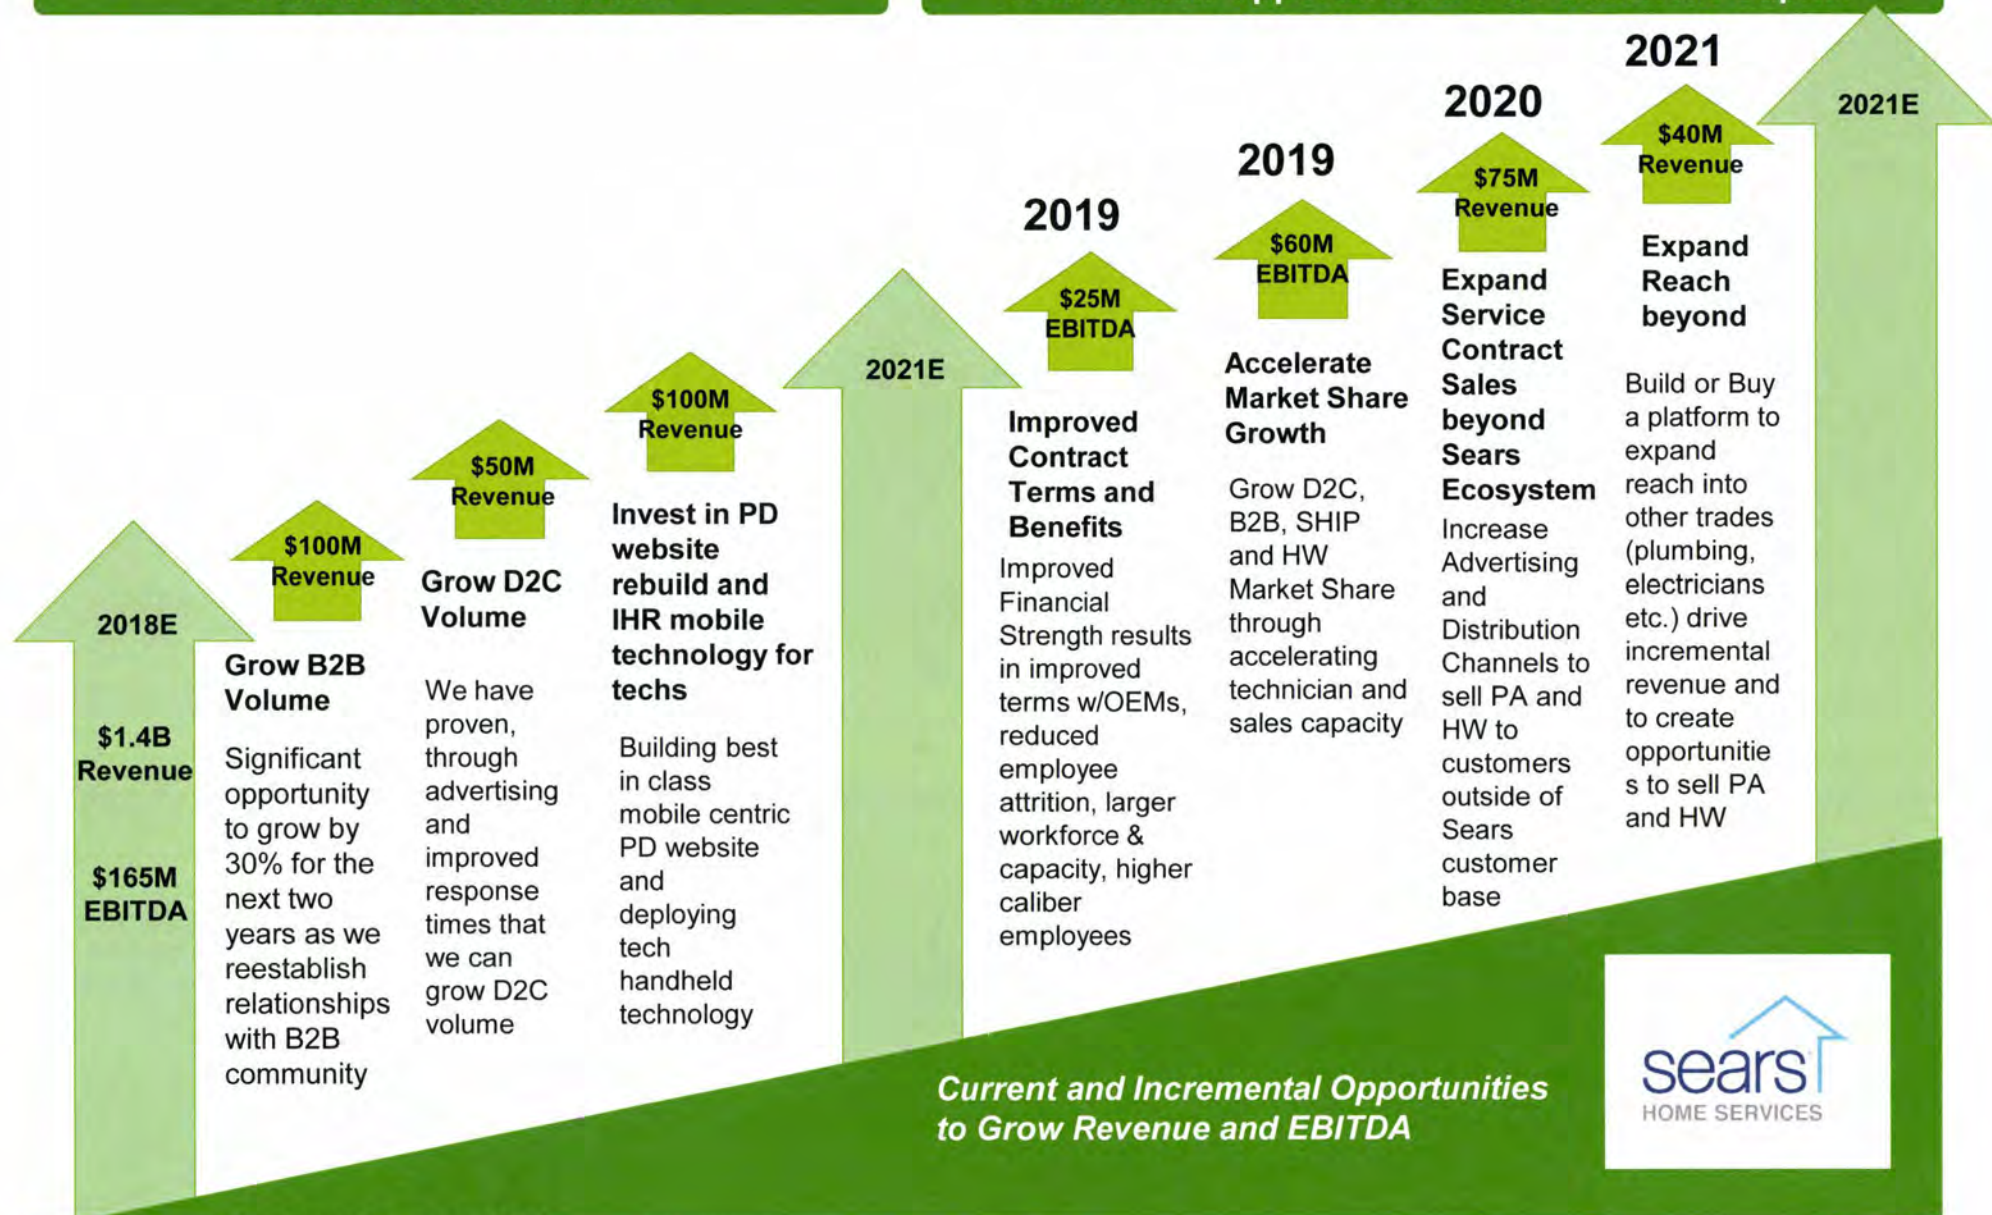 2018E
$1.4B
Revenue
$165M
EBITDA
$100M
Revenue
Grow B2B
Volume
Significant
opportunity
to grow by
30% for the
next two
years as we
reestablish
relationships
with B2B
community
$50M
Revenue
Grow D2C
Volume
We have
proven,
through
advertising
and
improved
response
times that
we can
grow D2C
volume
$100M
Revenue
Invest in PD
website
rebuild and
IHR mobile
technology for
techs
Building best
in class
mobile centric
PD website
and
deploying
tech
handheld
technology
2021E
2019
$25M
EBITDA
Improved
Contract
Terms and
Benefits
Improved
Financial
Strength results
in improved
terms w/OEMs,
reduced
employee
attrition, larger
workforce &
capacity, higher
caliber
employees
2019
$60M
EBITDA
Accelerate
Market Share
Growth
Grow D2C,
B2B, SHIP
and HW
Market Share
through
accelerating
technician and
sales capacity
2020
$75M
Revenue
Expand
Service
Contract
Sales
beyond
Sears
Ecosystem
Increase
Advertising
and
Distribution
Channels to
sell PA and
HW to
customers
outside of
Sears
customer
base
2021
$40M
Revenue
Expand
Reach
beyond
Build or Buy
a platform to
expand
reach into
other trades
(plumbing,
electricians
etc.) drive
incremental
revenue and
to create
opportunitie
s to sell PA
and HW
2021E
Current and Incremental Opportunities
to Grow Revenue and EBITDA
sears
HOME SERVICES